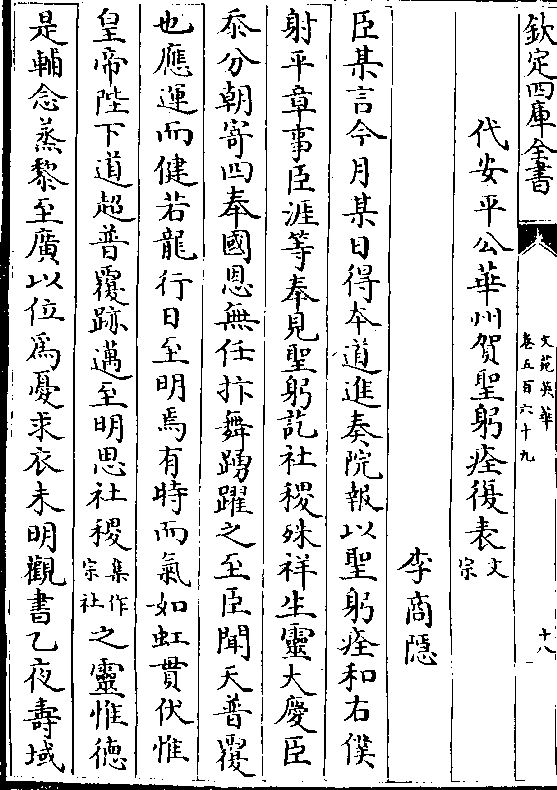 欽定四庫全書
文苑英華
卷五百六十九
十八
代安平公華州賀聖躬痊復表文宗
李商隱
臣某言今月某日得本道進奏院報以聖躬痊和右僕
射平章事臣涯等奉見聖躬訖社稷殊祥生靈大慶臣
忝分朝寄四奉國恩無任抃舞踴躍之至臣聞天普覆
也應運而健若龍行日至明焉有時而氣如虹貫伏惟
皇帝陛下道超普覆跡邁至明思社稷集作宗社之靈惟德
是輔念蒸黎至廣以位爲憂求衣未明觀書乙夜壽域